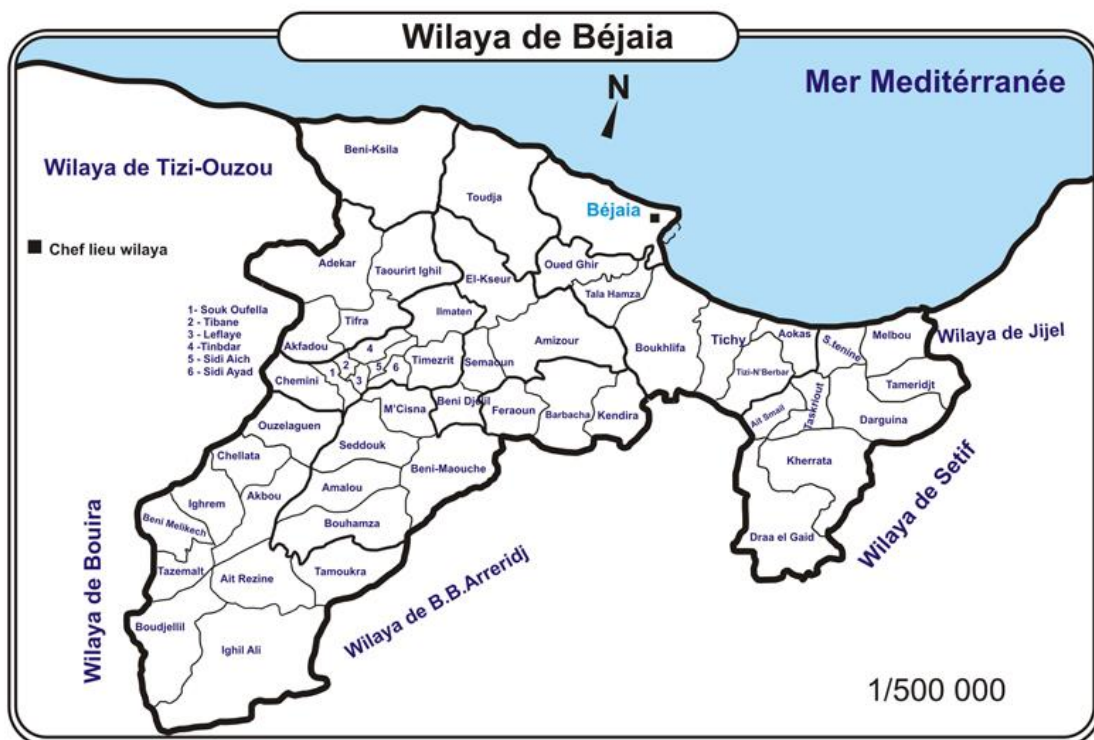 Wilaya de Béjaia
N
Mer Meditérranée
Wilaya de Tizi-Ouzou
Beni-Ksila
Toudja
Béjaia
Chef lieu wilaya
Adekar
Taourirt Ighil
El-Kseur
Oued Ghir
Tala Hamza
1- Souk Oufella
2 - Tibane
3 - Leflaye
4 -Tinbdar
5 - Sidi Aich
6 - Sidi Ayad
Ilmaten
Tifra
Akfadou
4
Timezrit
Semaoun
Amizour
Boukhlifa
Tichy
Aokas
S.tenine
Melbou
Wilaya de Jijel
1
2
3
5
6
Chemini
Tizi-N'Berbar
Tameridjt
M'Cisna
Beni Djelil
Feraoun
Barbacha
Kendira
Ait Smail
Taskriout
Darguina
Ouzelaguen
Seddouk
Chellata
Beni-Maouche
Kherrata
Ighrem
Akbou
Amalou
Beni Melikech
Bouhamza
Draa el Gaid
Wilaya de Setif
Tazemalt
Ait Rezine
Tamoukra
Wilaya de Bouira
Wilaya de B.B.Arreridj
Boudjellil
Ighil Ali
1/500 000